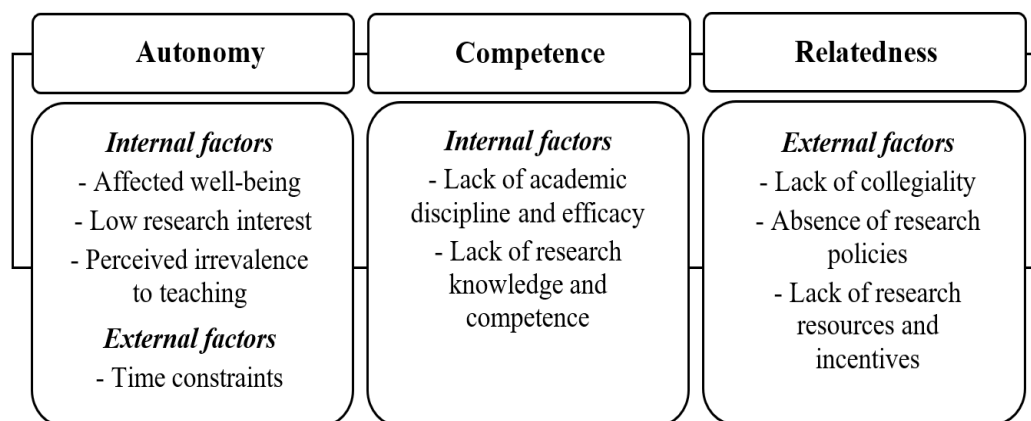 Autonomy
Competence
Relatedness
Internal factors
- Affected well-being
- Low research interest
- Perceived irrevalence
to teaching
External factors
- Time constraints
Internal factors
- Lack of academic
discipline and efficacy
- Lack of research
knowledge and
competence
External factors
- Lack of collegiality
- Absence of research
policies
- Lack of research
resources and
incentives